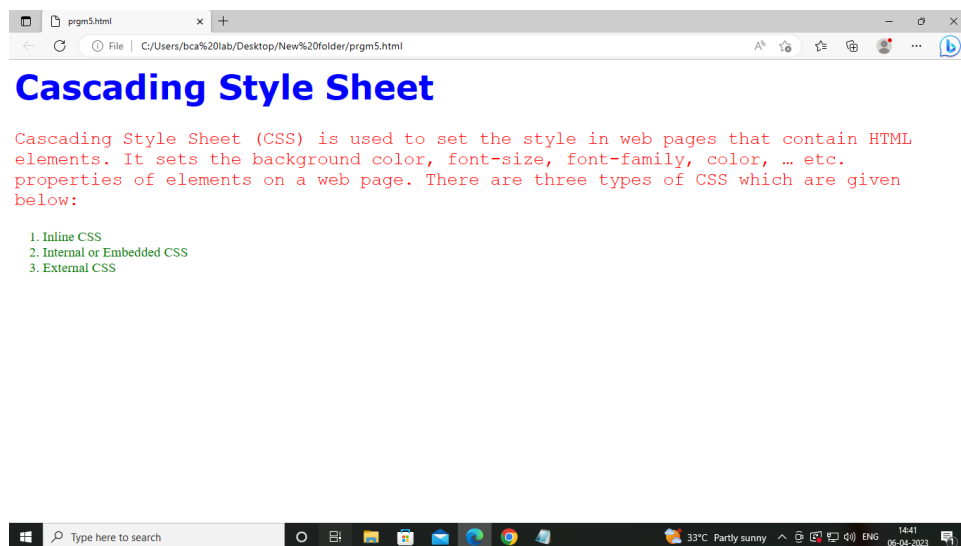 prgm5.html
File | C:/Users/bca%20lab/Desktop/New%20folder/prgm5.html
Cascading Style Sheet
Cascading Style Sheet (CSS) is used to set the style in web pages that contain HTML
elements. It sets the background color, font-size, font-family, color, … etc.
properties of elements on a web page. There are three types of CSS which are given
below:
1. Inline CSS
2. Internal or Embedded CSS
3. External CSS
Type here to search
33°C Partly sunny
ENG
14:41
06-04-2023
1